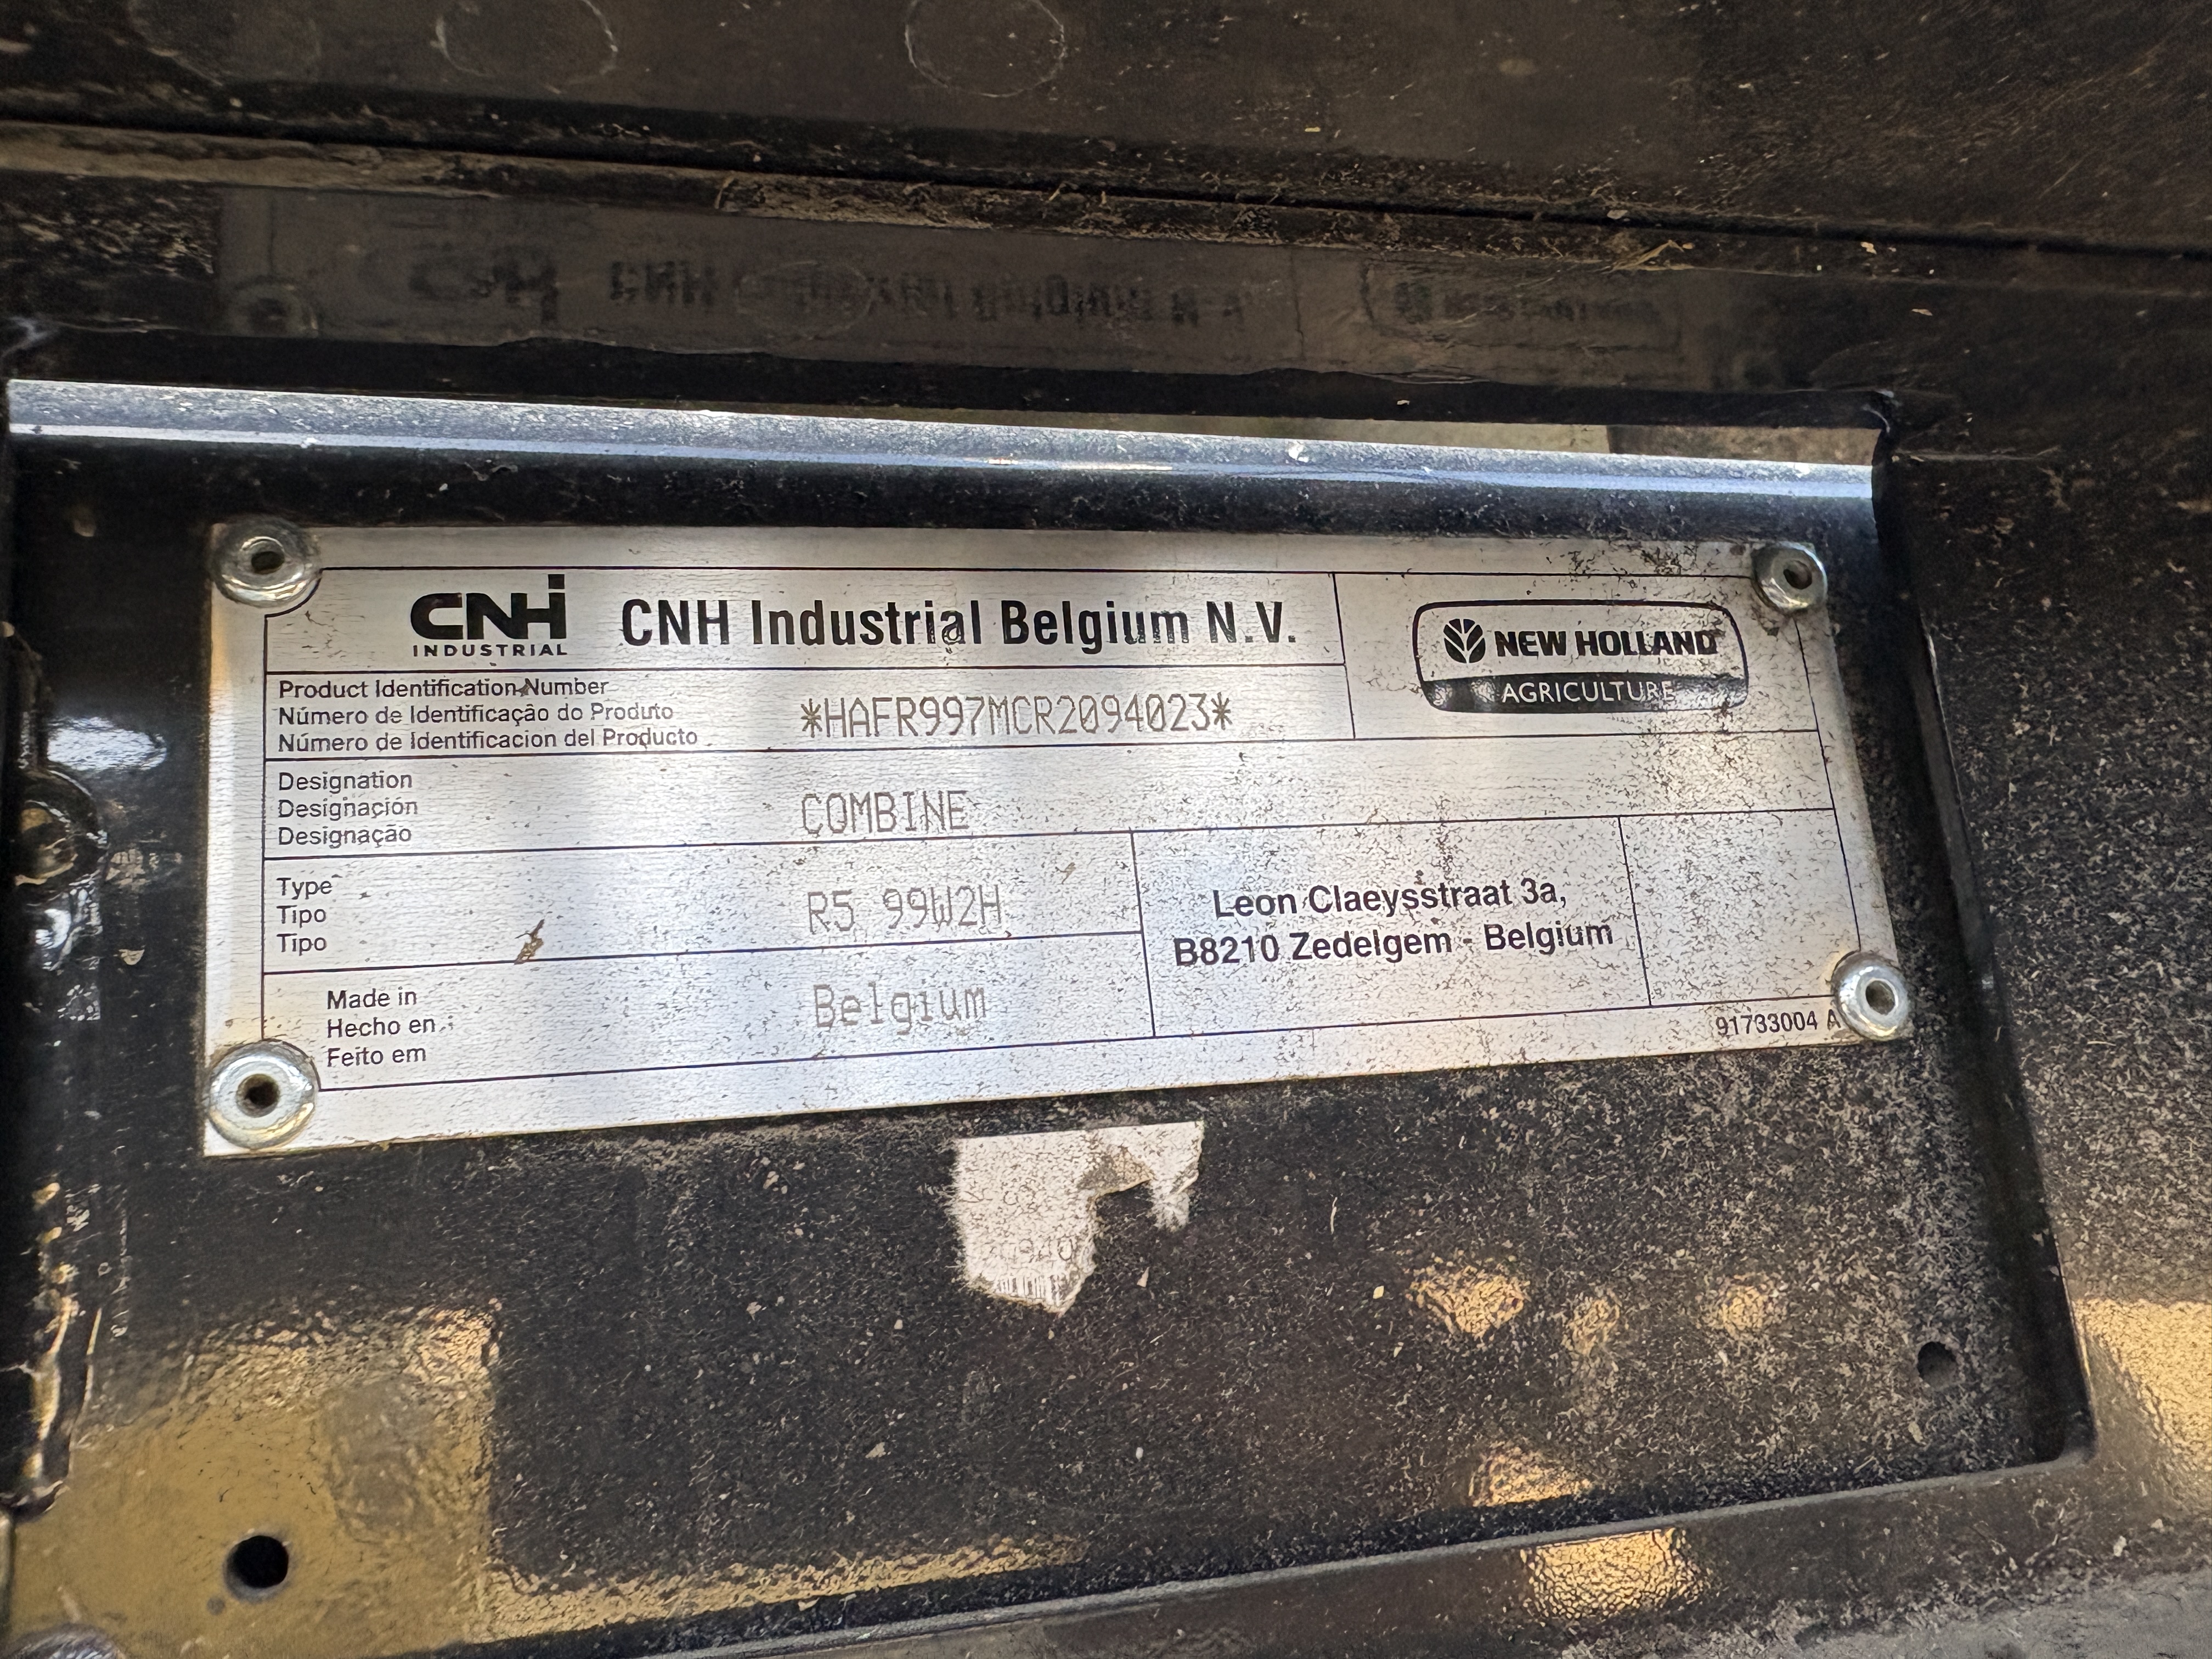 CNH
INDUSTRIAL
CNH Industrial Belgium N.V.
NEW HOLLAND
AGRICULTURE
Product Identification Number
Número de Identificação do Produto
Número de Identificacion del Producto
*HAFR997MCR2094023*
Designation
Designación
Designação
COMBINE
Type
Tipo
Tipo
R5 99W2H
Leon Claeysstraat 3a,
B8210 Zedelgem - Belgium
Made in
Hecho en
Feito em
Belgium
91733004 A